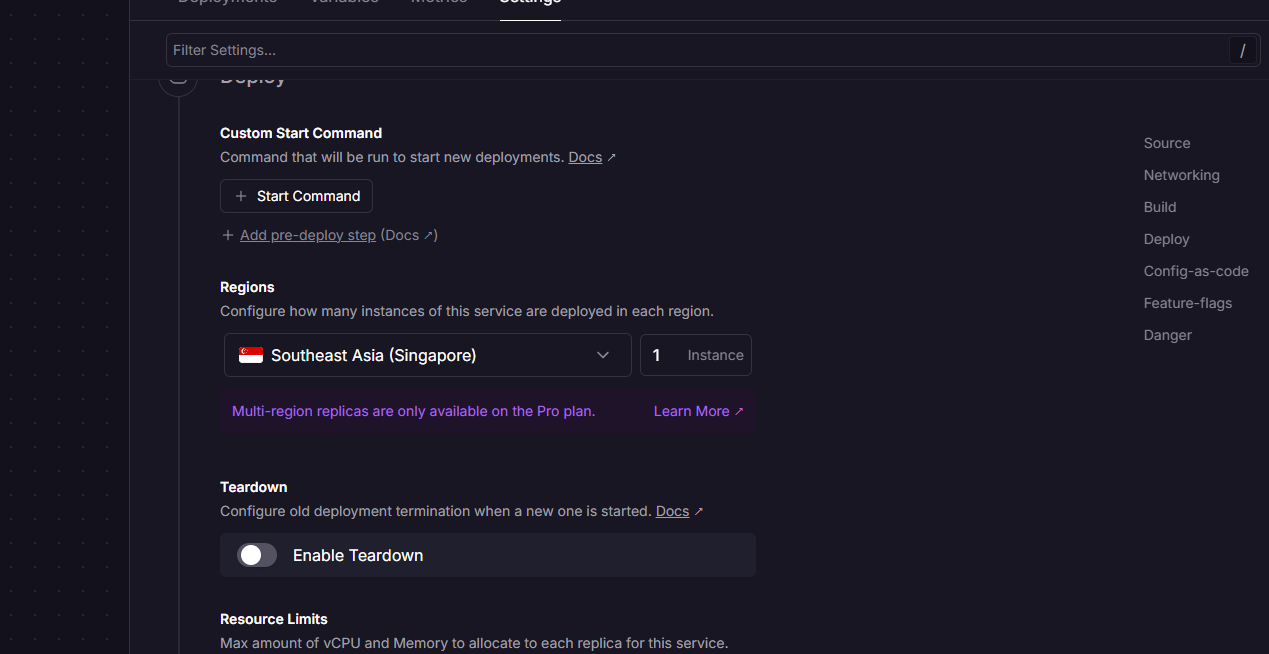 Deployments Variables Metrics Settings
Filter Settings...
/
Deploy
Custom Start Command
Command that will be run to start new deployments. Docs ↗
+ Start Command
+ Add pre-deploy step (Docs ↗)
Regions
Configure how many instances of this service are deployed in each region.
Southeast Asia (Singapore)
1 Instance
Multi-region replicas are only available on the Pro plan. Learn More ↗
Teardown
Configure old deployment termination when a new one is started. Docs ↗
Enable Teardown
Resource Limits
Max amount of vCPU and Memory to allocate to each replica for this service.
Source
Networking
Build
Deploy
Config-as-code
Feature-flags
Danger